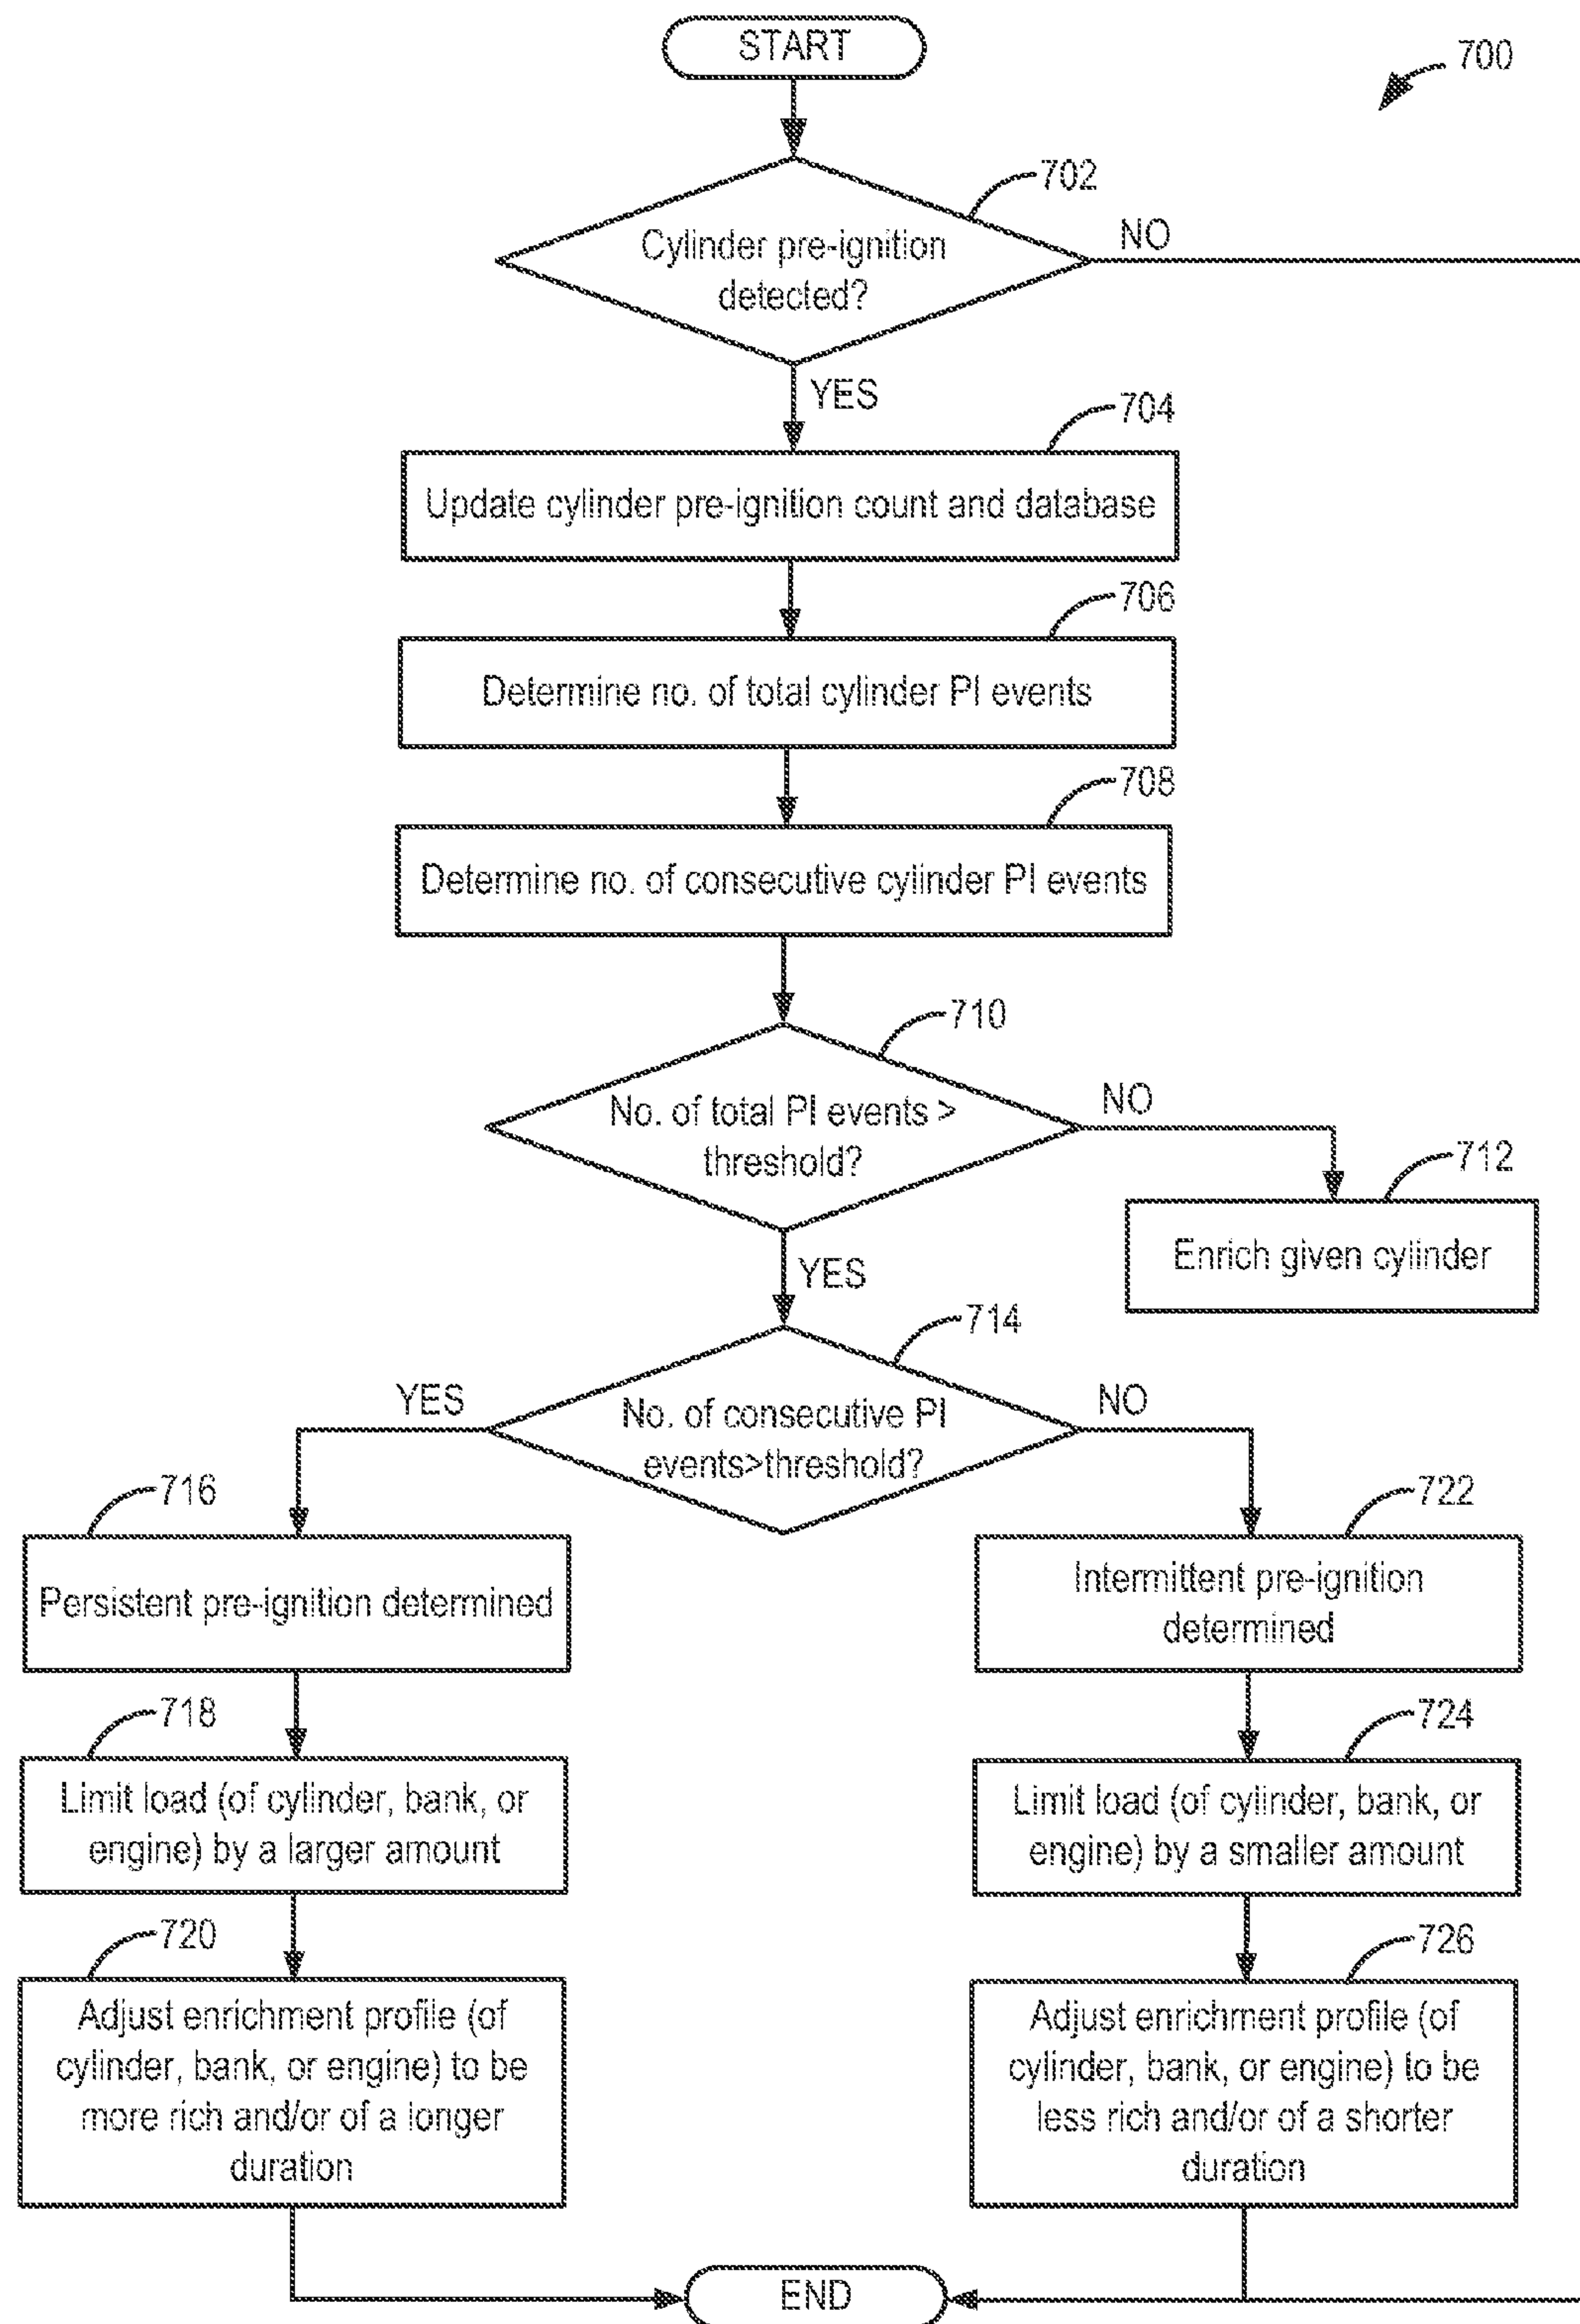 START
700
702
Cylinder pre-ignition
detected?
NO
YES
704
Update cylinder pre-ignition count and database
706
Determine no. of total cylinder PI events
708
Determine no. of consecutive cylinder PI events
710
No. of total PI events >
threshold?
NO
712
Enrich given cylinder
YES
714
No. of consecutive PI
events>threshold?
YES
NO
716
Persistent pre-ignition determined
722
Intermittent pre-ignition
determined
718
Limit load (of cylinder, bank, or
engine) by a larger amount
724
Limit load (of cylinder, bank, or
engine) by a smaller amount
720
Adjust enrichment profile (of
cylinder, bank, or engine) to be
more rich and/or of a longer
duration
726
Adjust enrichment profile (of
cylinder, bank, or engine) to be
less rich and/or of a shorter
duration
END